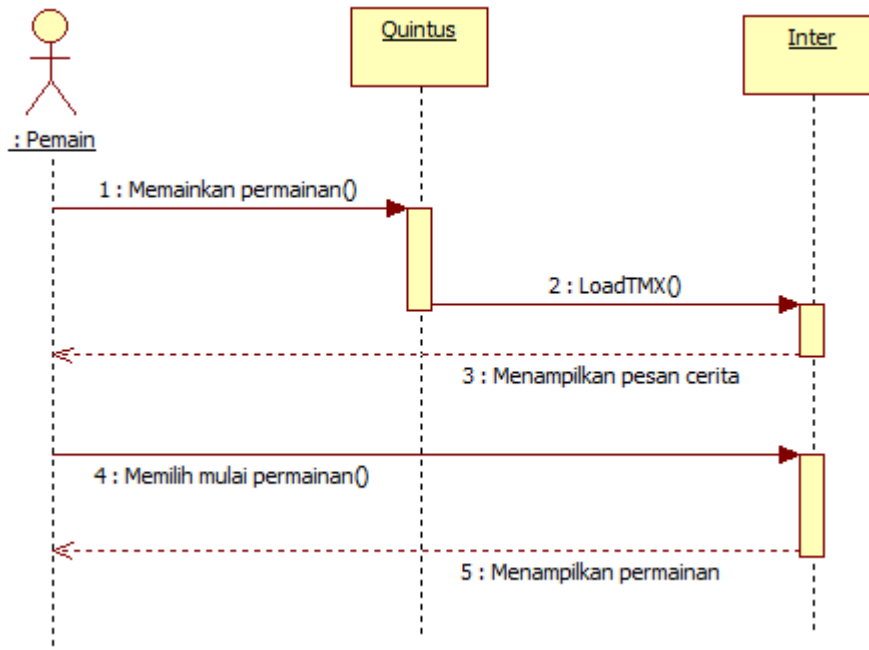 Quintus
Inter
: Pemain
1 : Memainkan permainan()
2 : LoadTMX()
3 : Menampilkan pesan cerita
4 : Memilih mulai permainan()
5 : Menampilkan permainan